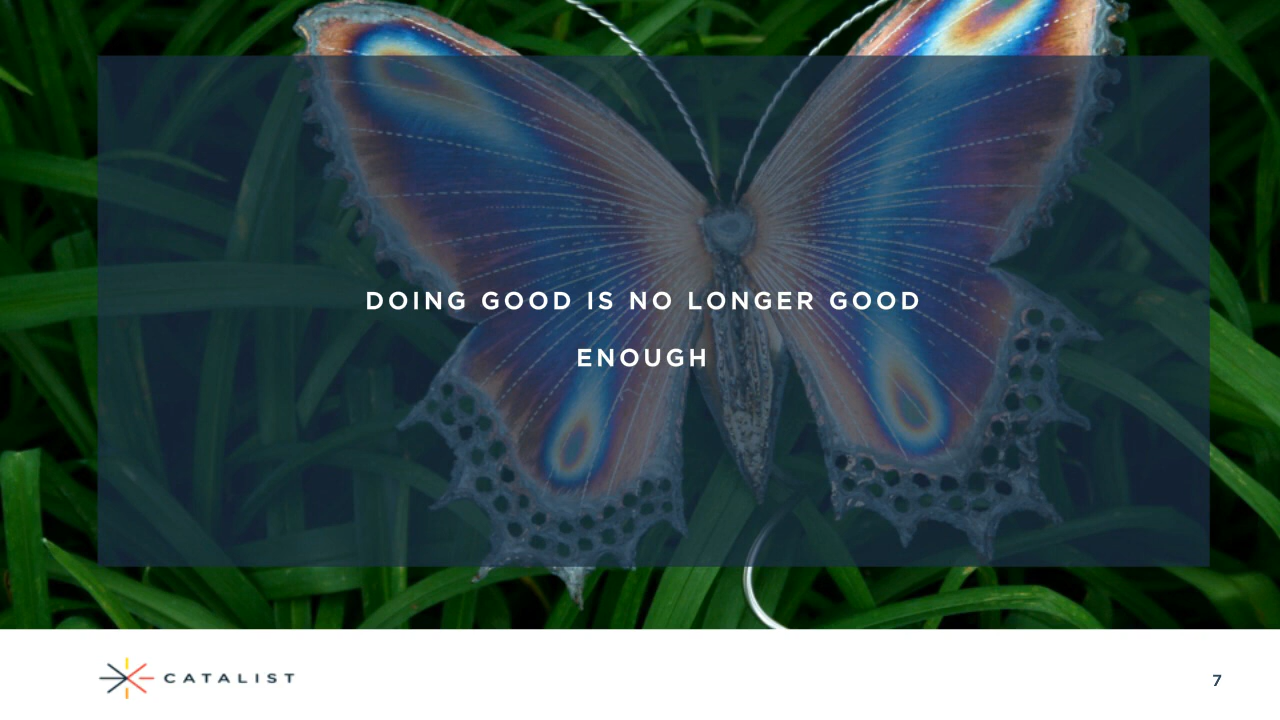 DOING GOOD IS NO LONGER GOOD
ENOUGH
CATALIST
7